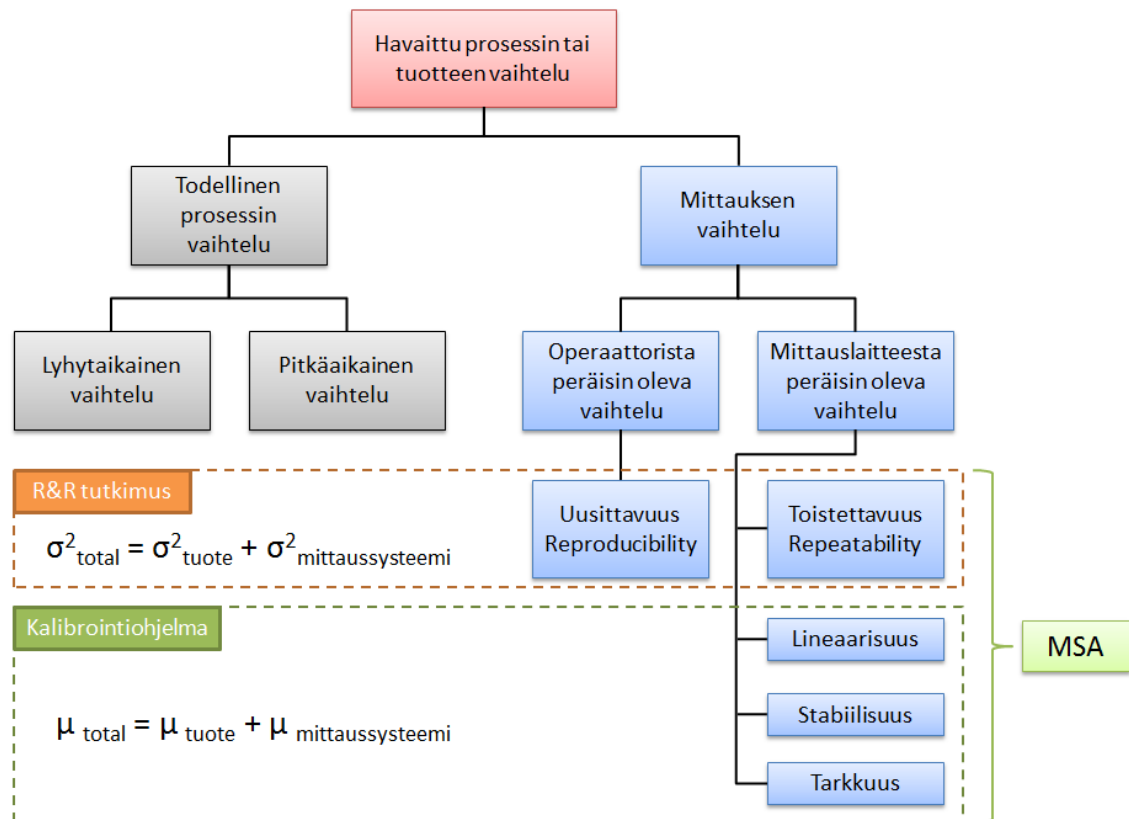 Havaittu prosessin tai
tuotteen vaihtelu
Todellinen
prosessin
vaihtelu
Mittauksen
vaihtelu
Lyhytaikainen
vaihtelu
Pitkäaikainen
vaihtelu
Operaattorista
peräisin oleva
vaihtelu
Mittauslaitteesta
peräisin oleva
vaihtelu
R&R tutkimus
σ²total = σ²tuote + σ²mittaussysteemi
Uusittavuus
Reproducibility
Toistettavuus
Repeatability
Kalibrointiohjelma
μ total = μ tuote + μ mittaussysteemi
Lineaarisuus
Stabiilisuus
Tarkkuus
MSA